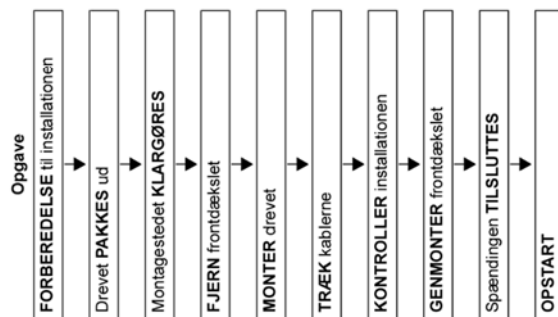 Opgave
FORBEREDELSE til installationen
Drevet PAKKES ud
Montagestedet KLARGØRES
FJERN frontdækslet
MONTER drevet
TRÆK kablerne
KONTROLLER installationen
GENMONTER frontdækslet
Spændingen TILSLUTTES
OPSTART